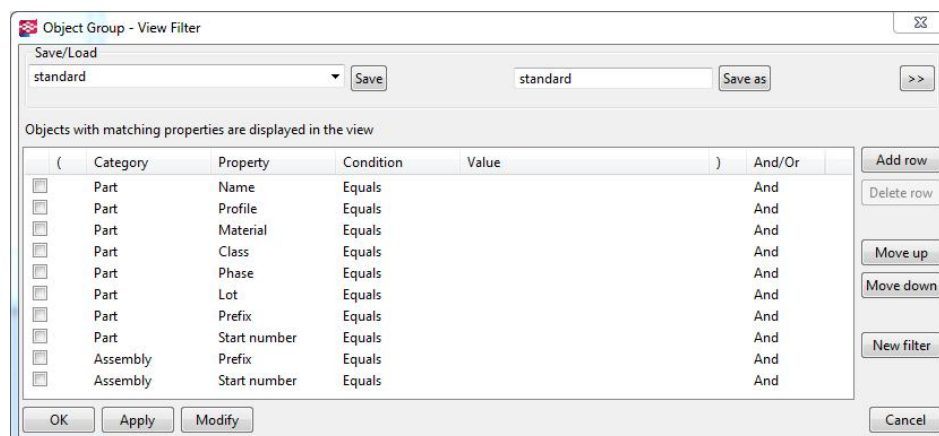 Object Group - View Filter
Save/Load
standard Save standard Save as >>
Objects with matching properties are displayed in the view
( Category Property Condition Value ) And/Or Add row
Part Name Equals And
Delete row
Part Profile Equals And
Part Material Equals And
Part Class Equals And Move up
Part Phase Equals And
Move down
Part Lot Equals And
Part Prefix Equals And
Part Start number Equals And New filter
Assembly Prefix Equals And
Assembly Start number Equals And
OK Apply Modify Cancel